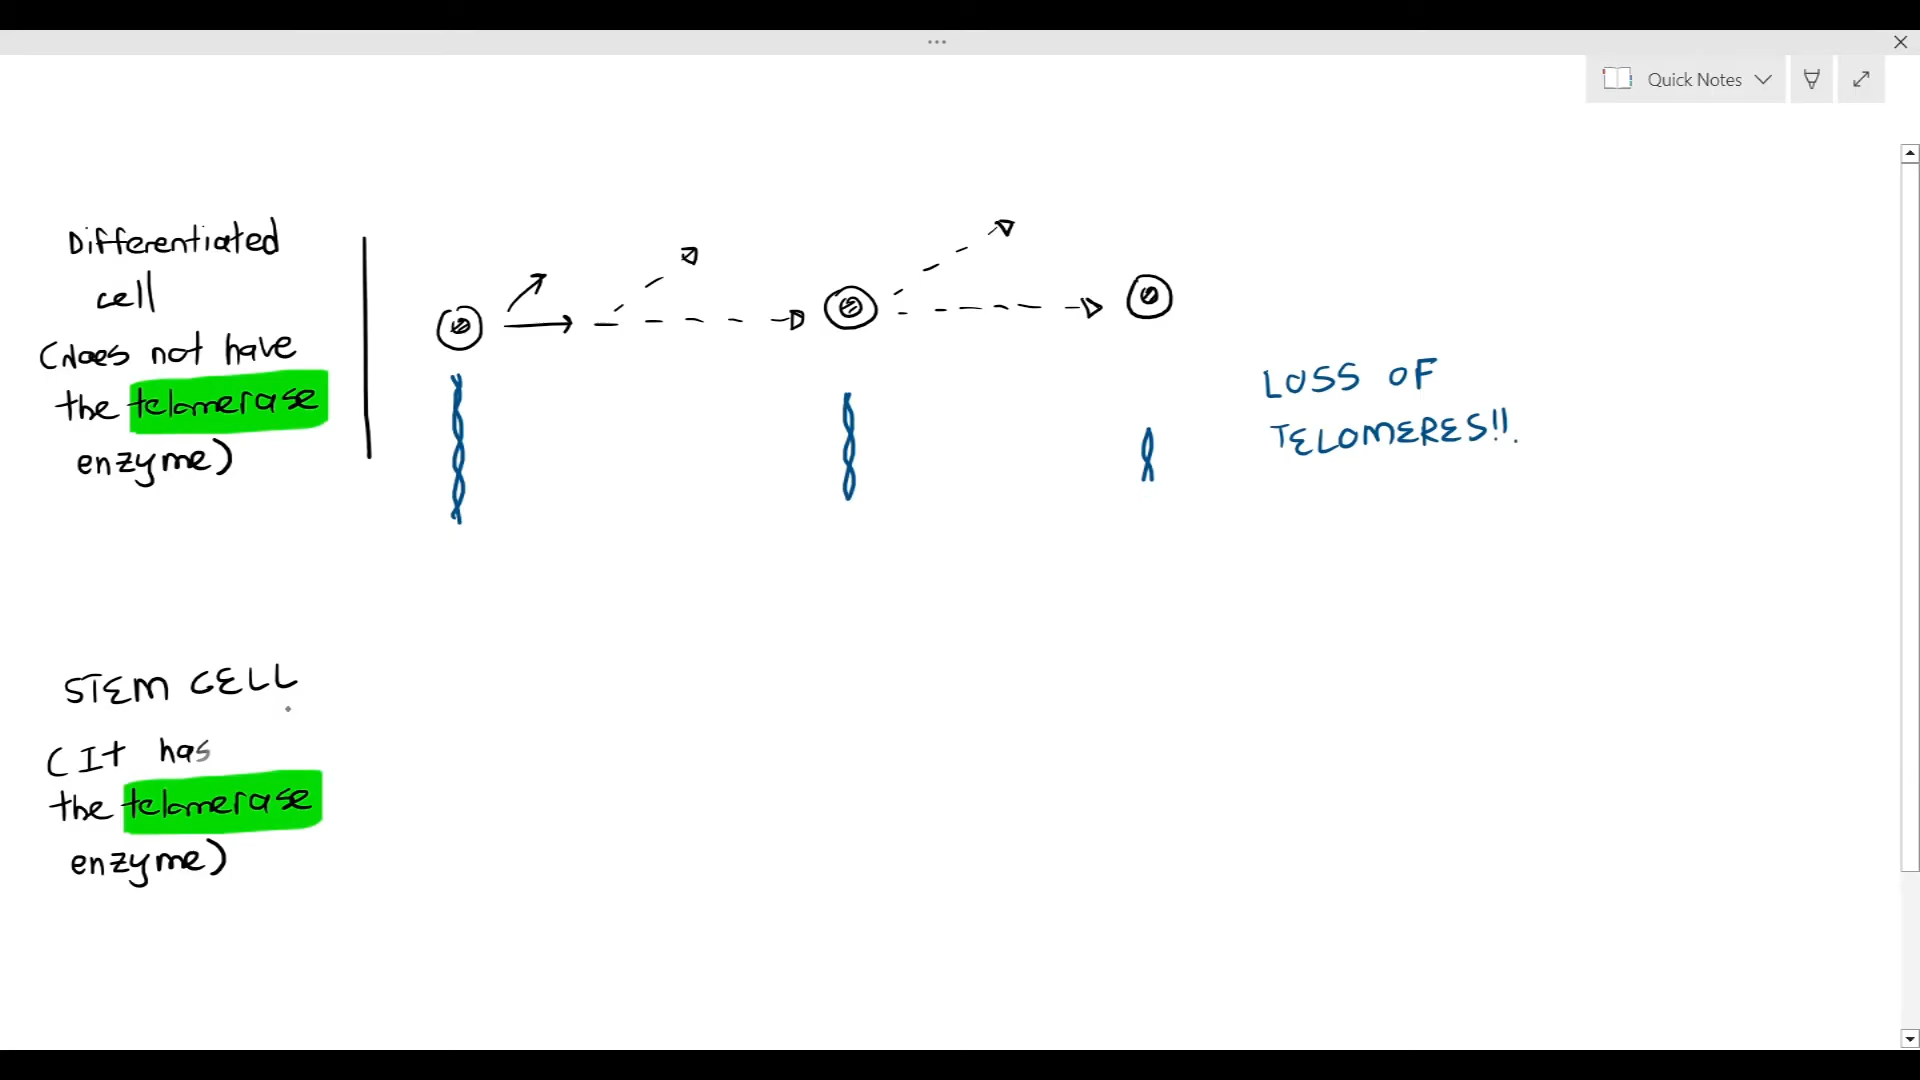 Quick Notes
Differentiated
cell
(Does not have
the telomerase
enzyme)
LOSS OF
TELOMERES!!.
STEM CELL
(It has
the telomerase
enzyme)